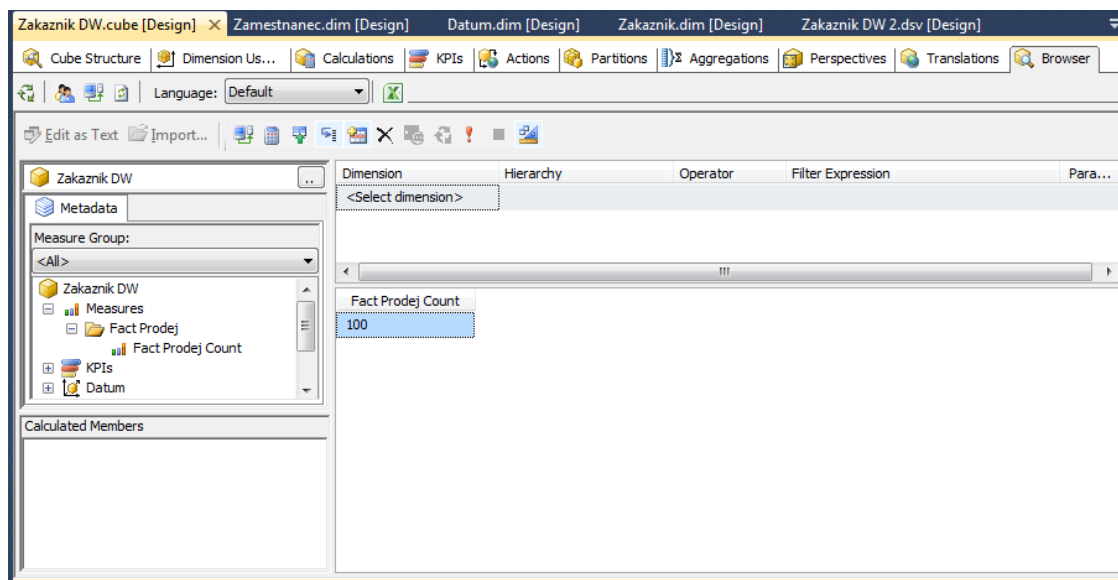 Zakaznik DW.cube [Design] Zamestnanec.dim [Design] Datum.dim [Design] Zakaznik.dim [Design] Zakaznik DW 2.dsv [Design]
Cube Structure Dimension Us... Calculations KPIs Actions Partitions Aggregations Perspectives Translations Browser
Language: Default
Edit as Text Import...
Zakaznik DW ..
Metadata
Measure Group:
<All>
Zakaznik DW
Measures
Fact Prodej
Fact Prodej Count
KPIs
Datum
Calculated Members
Dimension Hierarchy Operator Filter Expression Para...
<Select dimension>
Fact Prodej Count
100